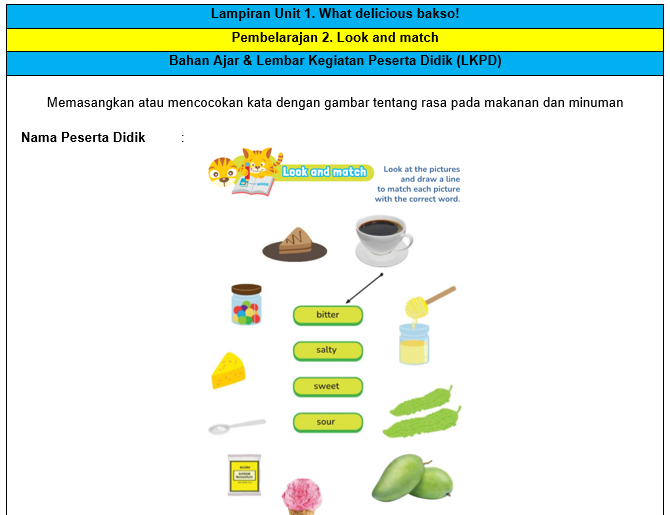 Lampiran Unit 1. What delicious bakso!
Pembelarajan 2. Look and match
Bahan Ajar & Lembar Kegiatan Peserta Didik (LKPD)
Memasangkan atau mencocokan kata dengan gambar tentang rasa pada makanan dan minuman
Nama Peserta Didik :
Look and match
Look at the pictures
and draw a line
to match each picture
with the correct word.
bitter
salty
sweet
sour